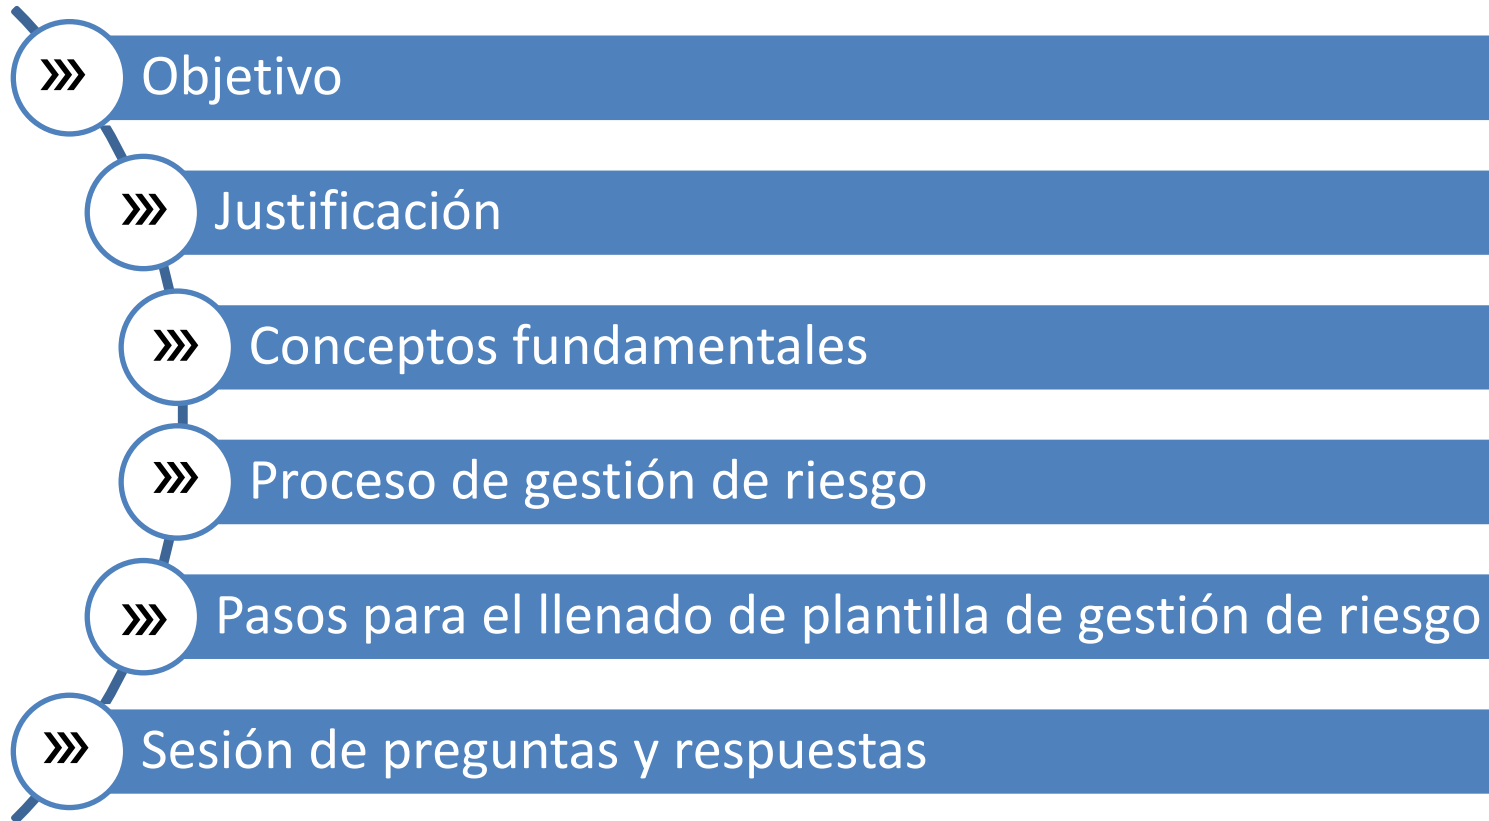 Objetivo
Justificación
Conceptos fundamentales
Proceso de gestión de riesgo
Pasos para el llenado de plantilla de gestión de riesgo
Sesión de preguntas y respuestas